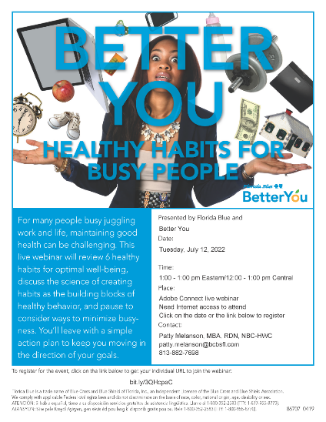 BETTER
YOU
HEALTHY HABITS FOR
BUSY PEOPLE
Florida Blue
BetterYou
For many people busy juggling
work and life, maintaining good
health can be challenging. This
live webinar will review 6 healthy
habits for optimal well-being,
discuss the science of creating
habits as the building blocks of
healthy behavior, and pause to
consider ways to minimize busy-
ness. You'll leave with a simple
action plan to keep you moving in
the direction of your goals.
Presented by Florida Blue and
Better You
Date:
Tuesday, July 12, 2022
Time:
1:00 - 1:00 pm Eastern/12:00 - 1:00 pm Central
Place:
Adobe Connect live webinar
Need Internet access to attend
Click on the date or the link below to register
Contact:
Patty Melanson, MBA, RDN, NBC-HWC
patty.melanson@bcbsfl.com
813-882-7698
To register for the event, click on the link below to get your individual URL to join the webinar: